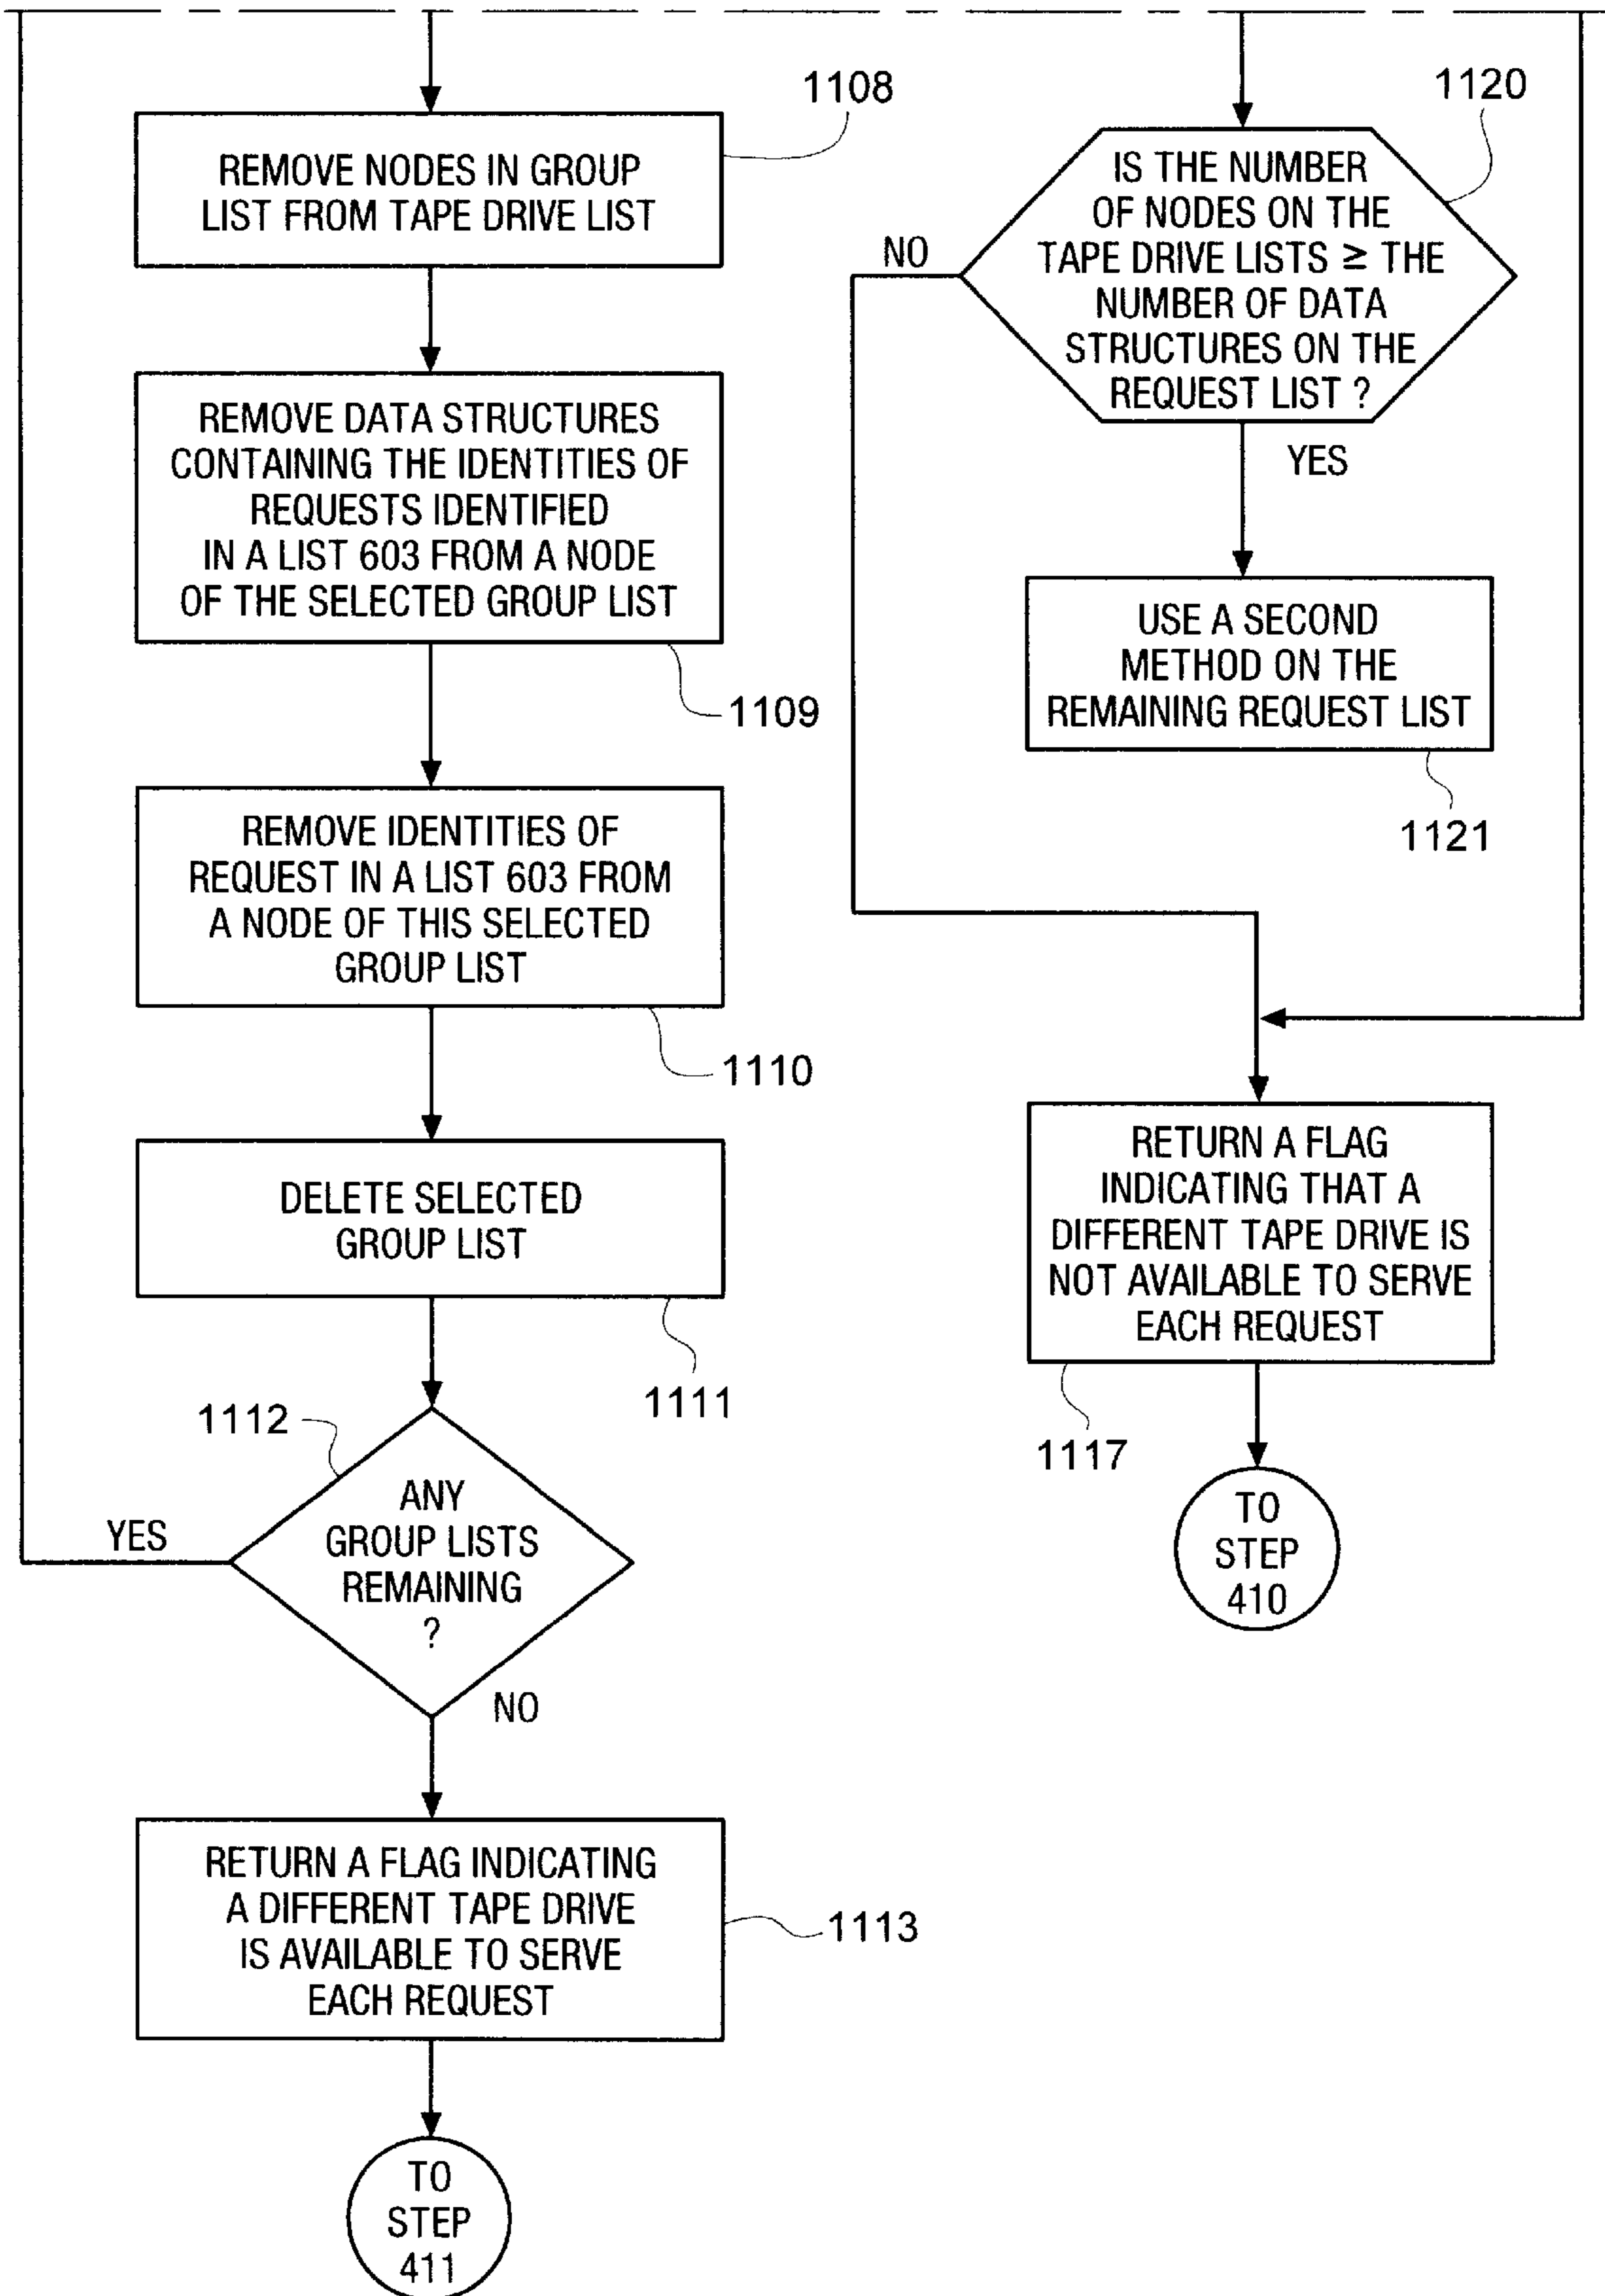 1108
REMOVE NODES IN GROUP
LIST FROM TAPE DRIVE LIST
REMOVE DATA STRUCTURES
CONTAINING THE IDENTITIES OF
REQUESTS IDENTIFIED
IN A LIST 603 FROM A NODE
OF THE SELECTED GROUP LIST
1109
REMOVE IDENTITIES OF
REQUEST IN A LIST 603 FROM
A NODE OF THIS SELECTED
GROUP LIST
1110
DELETE SELECTED
GROUP LIST
1111
1112
ANY
GROUP LISTS
REMAINING
?
YES
NO
RETURN A FLAG INDICATING
A DIFFERENT TAPE DRIVE
IS AVAILABLE TO SERVE
EACH REQUEST
1113
TO
STEP
411
1120
IS THE NUMBER
OF NODES ON THE
TAPE DRIVE LISTS ≥ THE
NUMBER OF DATA
STRUCTURES ON THE
REQUEST LIST ?
NO
YES
USE A SECOND
METHOD ON THE
REMAINING REQUEST LIST
1121
RETURN A FLAG
INDICATING THAT A
DIFFERENT TAPE DRIVE IS
NOT AVAILABLE TO SERVE
EACH REQUEST
1117
TO
STEP
410